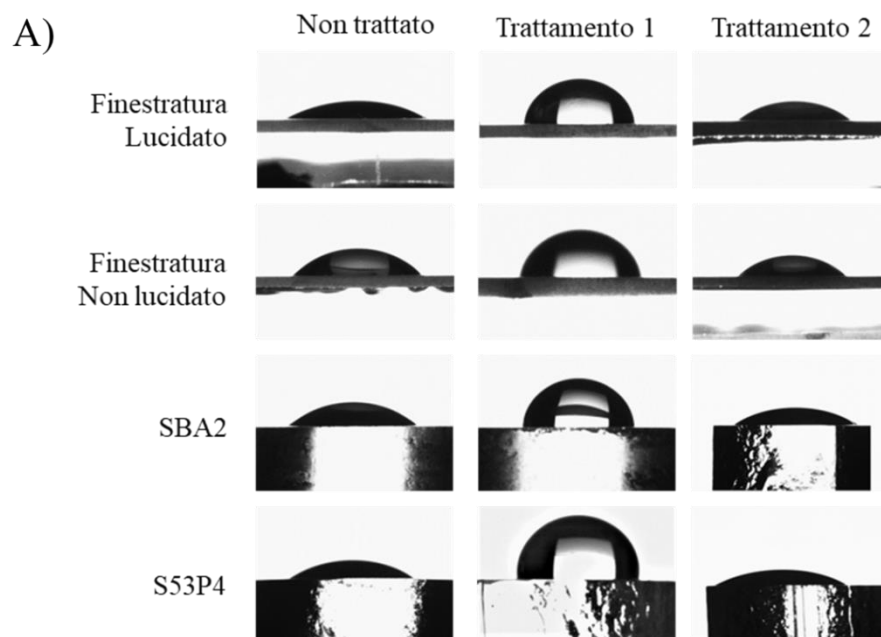 A)
Non trattato Trattamento 1 Trattamento 2
Finestratura
Lucidato
Finestratura
Non lucidato
SBA2
S53P4